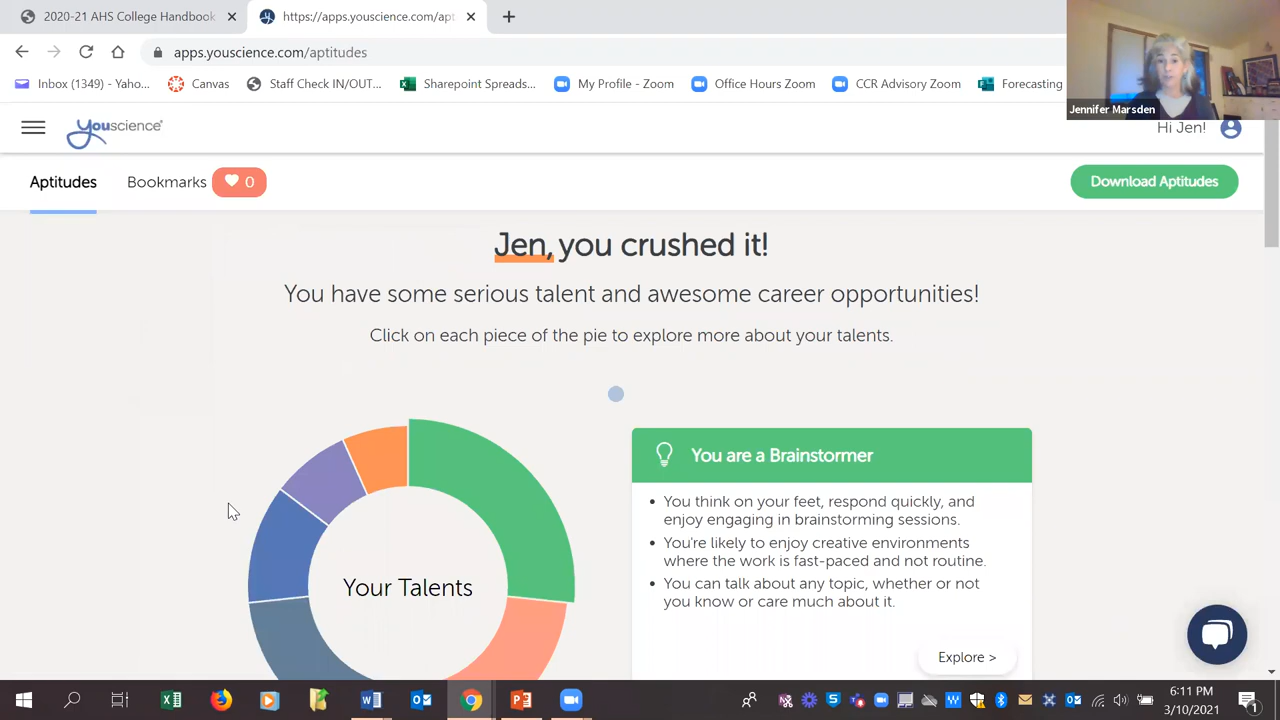 2020-21 AHS College Handbook
https://apps.youscience.com/apt
apps.youscience.com/aptitudes
Inbox (1349) - Yaho...
Canvas
Staff Check IN/OUT...
Sharepoint Spreads...
My Profile - Zoom
Office Hours Zoom
CCR Advisory Zoom
Forecasting
Jennifer Marsden
youscience
Hi Jen!
Aptitudes
Bookmarks
0
Download Aptitudes
Jen, you crushed it!
You have some serious talent and awesome career opportunities!
Click on each piece of the pie to explore more about your talents.
Your Talents
You are a Brainstormer
• You think on your feet, respond quickly, and
enjoy engaging in brainstorming sessions.
• You're likely to enjoy creative environments
where the work is fast-paced and not routine.
• You can talk about any topic, whether or not
you know or care much about it.
Explore >
6:11 PM
3/10/2021
1